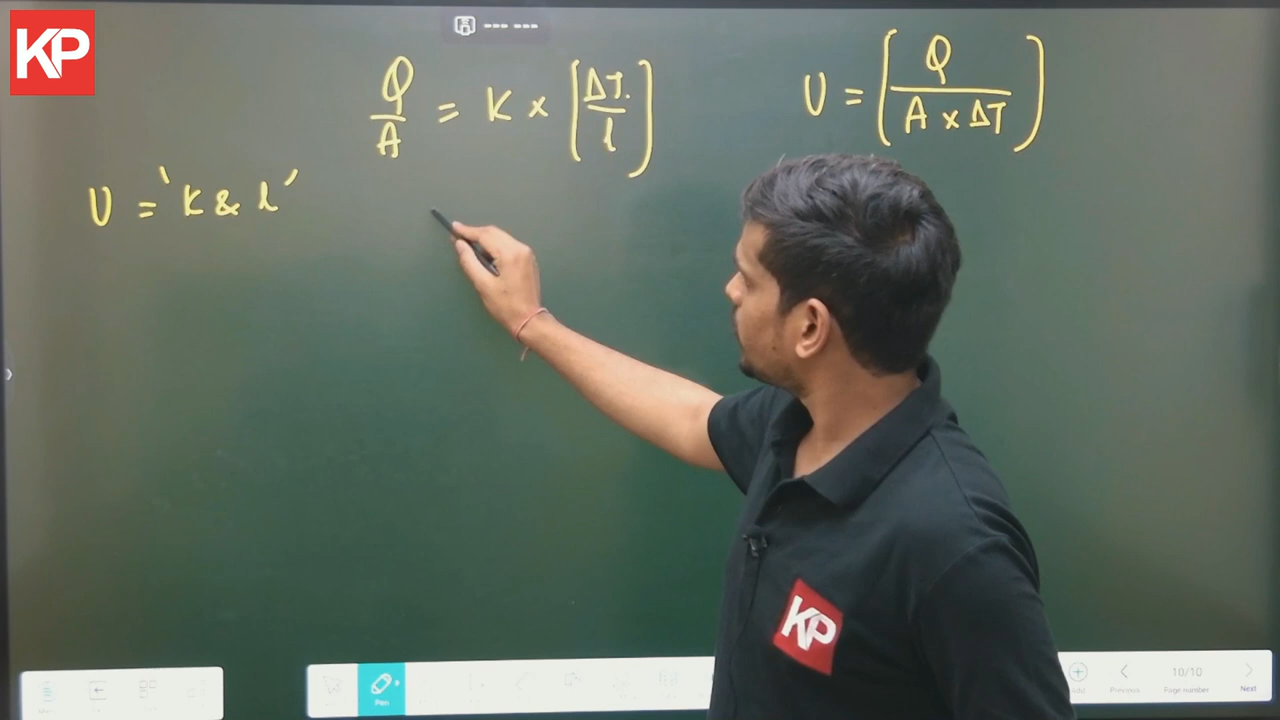 KP
Q/A = K × [ΔT/l]
U = [Q/(A × ΔT)]
U = 'K & l'
KP
Pen
10/10
Previous
Page number
Next